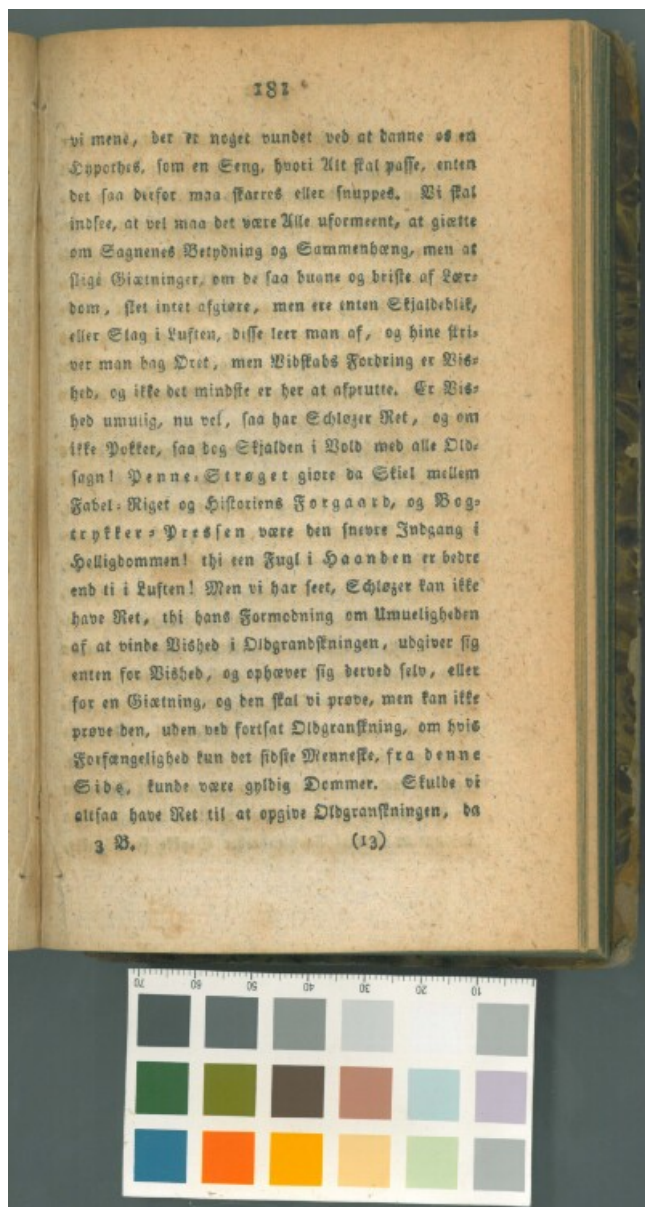 181
vi mene, der er noget vundet ved at danne os en
Hypothes, som en Seng, hvori Alt skal passe, enten
det saa derfor maa skarres eller snuppes. Vi skal
indsee, at vel maa det være Alle uformeent, at giætte
om Sagnenes Betydning og Sammenhæng, men at
slige Giætninger, om de saa bugne og briste af Lær-
dom, slet intet afgiøre, men ere enten Skjaldeblik,
eller Slag i Luften, disse leer man af, og hine skri-
ver man bag Øret, men Widskabs Fordring er Vis-
hed, og ikke det mindste er her at afprutte. Er Vis-
hed umulig, nu vel, saa har Schløzer Ret, og om
ikke Pokker, saa dog Skjalden i Vold med alle Old-
sagn! Penne-Strøget giøre da Skiel mellem
Fabel-Riget og Historiens Forgaard, og Bog-
trykker-Pressen være den snevre Indgang i
Helligdommen! thi een Fugl i Haanden er bedre
end ti i Luften! Men vi har seet, Schløzer kan ikke
have Ret, thi hans Formodning om Umueligheden
af at vinde Vished i Oldgrandskningen, udgiver sig
enten for Vished, og ophæver sig derved selv, eller
for en Giætning, og den skal vi prøve, men kan ikke
prøve den, uden ved fortsat Oldgranskning, om hvis
Forfængelighed kun det sidste Menneske, fra denne
Side, kunde være gyldig Dommer. Skulde vi
altsaa have Ret til at opgive Oldgranskningen, da
3 B. (13)
70 60 50 40 30 20 10